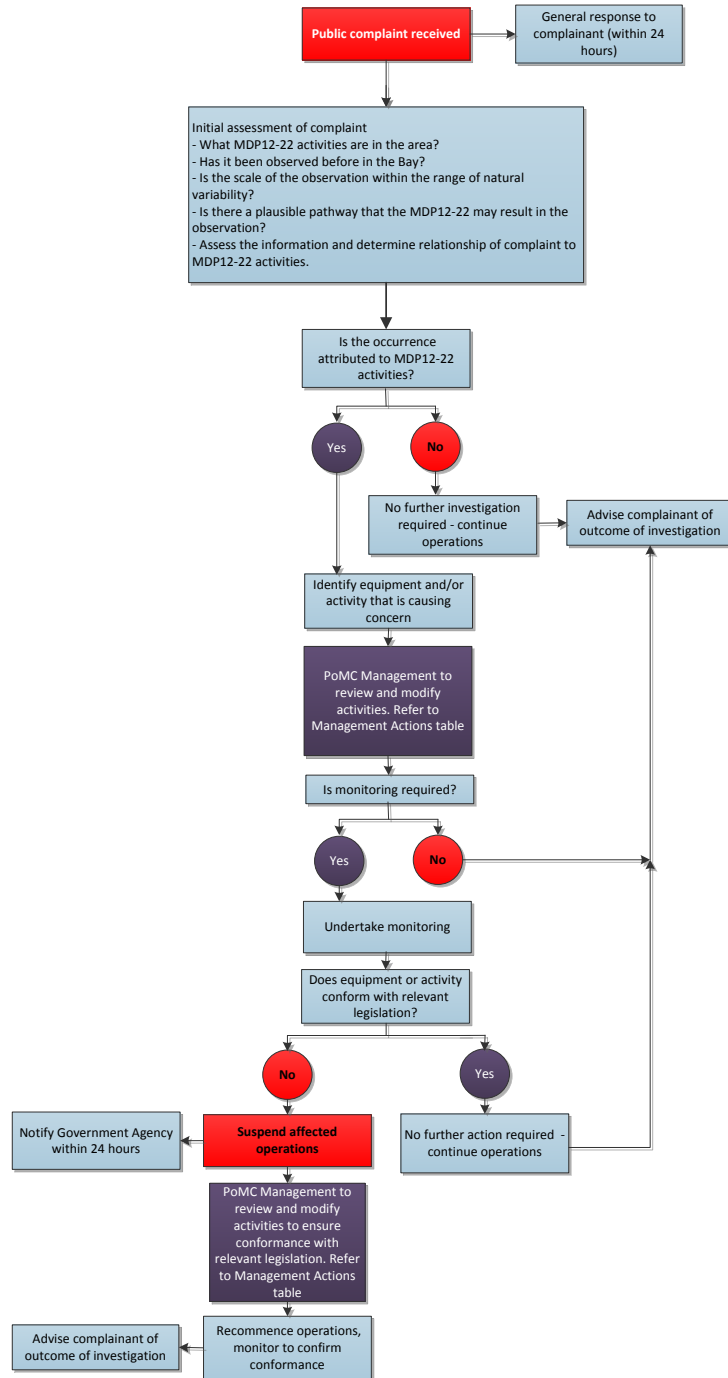 Public complaint received
General response to
complainant (within 24
hours)
Initial assessment of complaint
- What MDP12-22 activities are in the area?
- Has it been observed before in the Bay?
- Is the scale of the observation within the range of natural
variability?
- Is there a plausible pathway that the MDP12-22 may result in the
observation?
- Assess the information and determine relationship of complaint to
MDP12-22 activities.
Is the occurrence
attributed to MDP12-22
activities?
Yes
No
No further investigation
required - continue
operations
Advise complainant of
outcome of investigation
Identify equipment and/or
activity that is causing
concern
PoMC Management to
review and modify
activities. Refer to
Management Actions table
Is monitoring required?
Yes
No
Undertake monitoring
Does equipment or activity
conform with relevant
legislation?
No
Yes
Notify Government Agency
within 24 hours
Suspend affected
operations
No further action required -
continue operations
PoMC Management to
review and modify
activities to ensure
conformance with
relevant legislation. Refer
to Management Actions
table
Advise complainant of
outcome of investigation
Recommence operations,
monitor to confirm
conformance